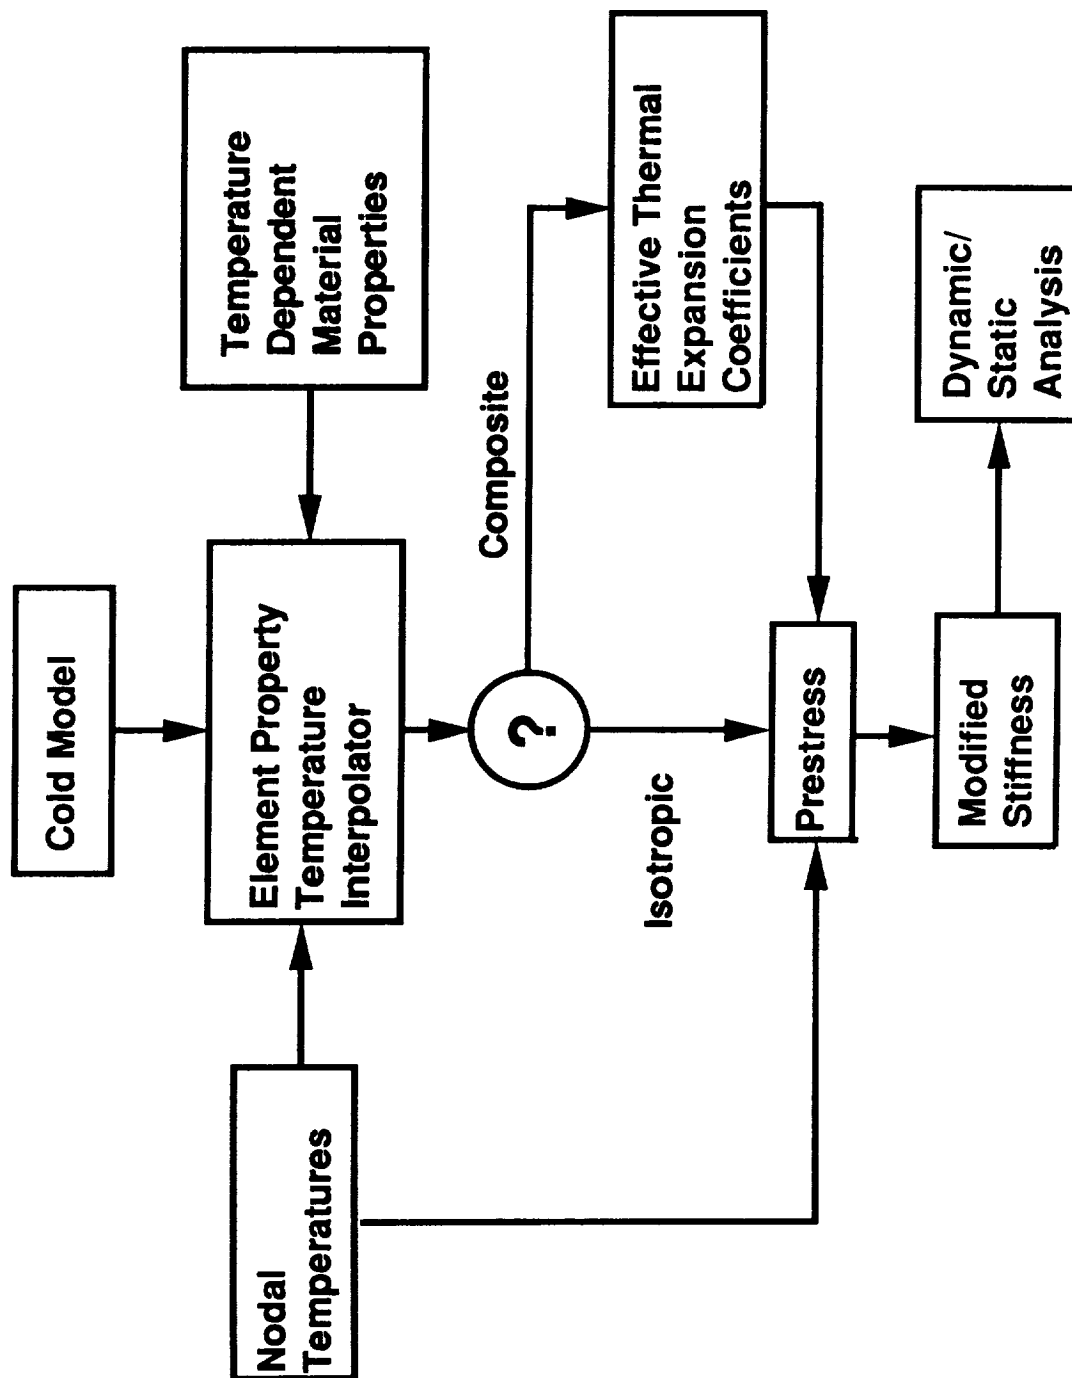 Cold Model
Temperature
Dependent
Material
Properties
Element Property
Temperature
Interpolator
Nodal
Temperatures
?
Composite
Isotropic
Effective Thermal
Expansion
Coefficients
Prestress
Modified
Stiffness
Dynamic/
Static
Analysis